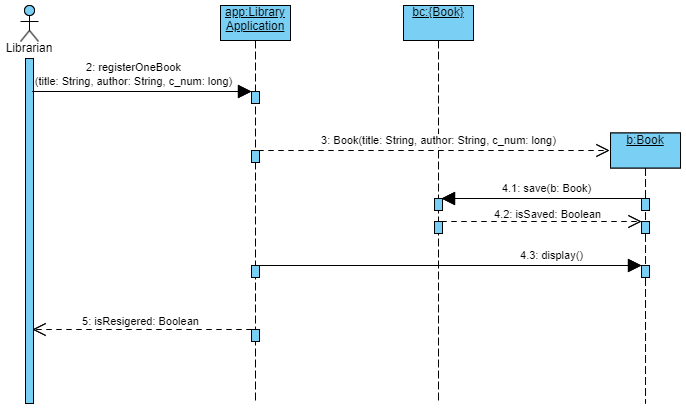 app:Library
Application
bc:{Book}
Librarian
2: registerOneBook
(title: String, author: String, c_num: long)
3: Book(title: String, author: String, c_num: long)
b:Book
4.1: save(b: Book)
4.2: isSaved: Boolean
4.3: display()
5: isResigered: Boolean